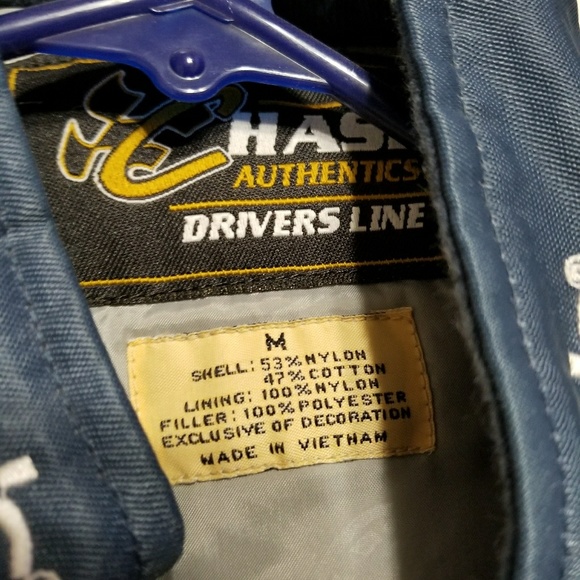 CHASE
AUTHENTICS
DRIVERS LINE
M
SHELL: 53% NYLON
47% COTTON
LINING: 100% NYLON
FILLER: 100% POLYESTER
EXCLUSIVE OF DECORATION
MADE IN VIETNAM